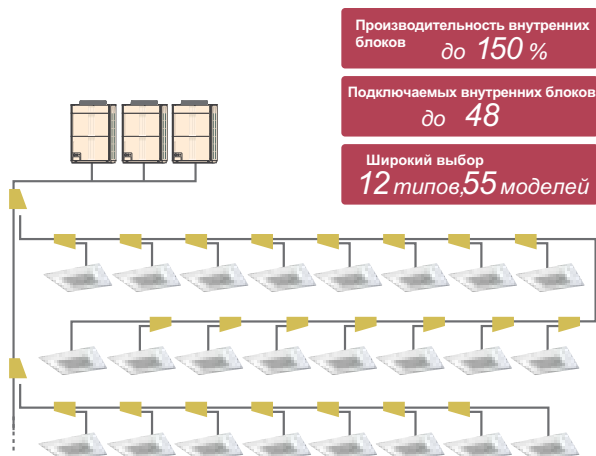 Производительность внутренних
блоков до 150 %
Подключаемых внутренних блоков
до 48
Широкий выбор
12 типов,55 моделей